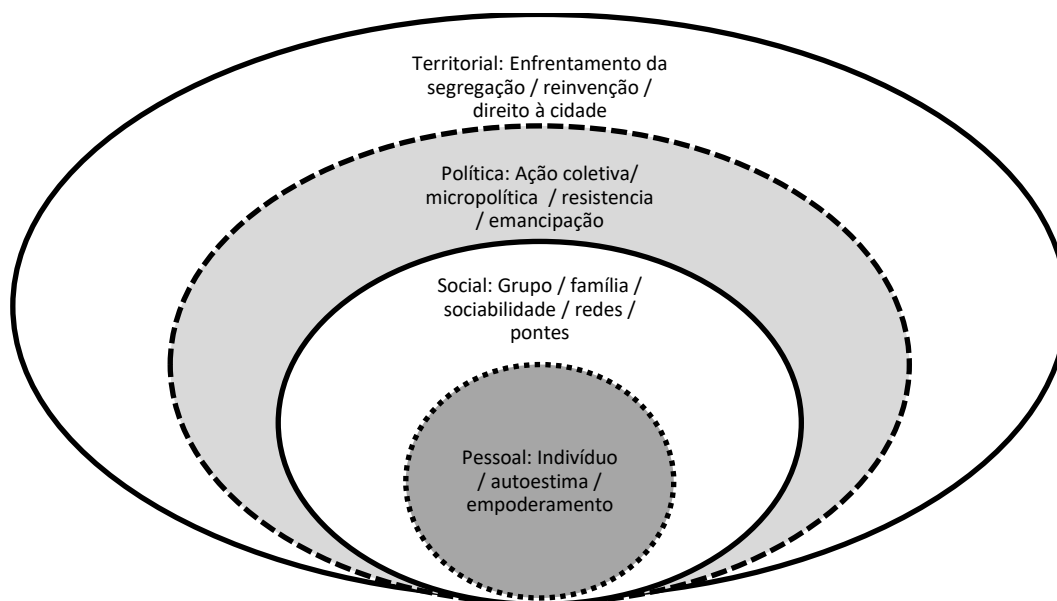 Territorial: Enfrentamento da
segregação / reinvenção /
direito à cidade
Política: Ação coletiva/
micropolítica  / resistencia
/ emancipação
Social: Grupo / família /
sociabilidade / redes /
pontes
Pessoal: Indivíduo
/ autoestima /
empoderamento